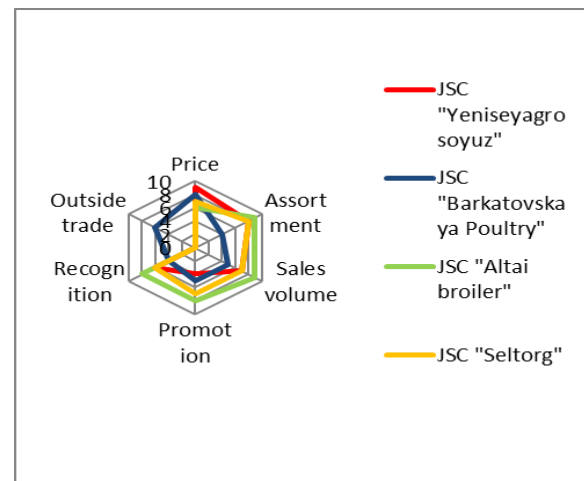 Price
10
8
6
4
2
0
Outside
trade
Assort
ment
Recogn
ition
Sales
volume
Promot
ion
JSC
"Yeniseyagro
soyuz"
JSC
"Barkatovska
ya Poultry"
JSC "Altai
broiler"
JSC "Seltorg"